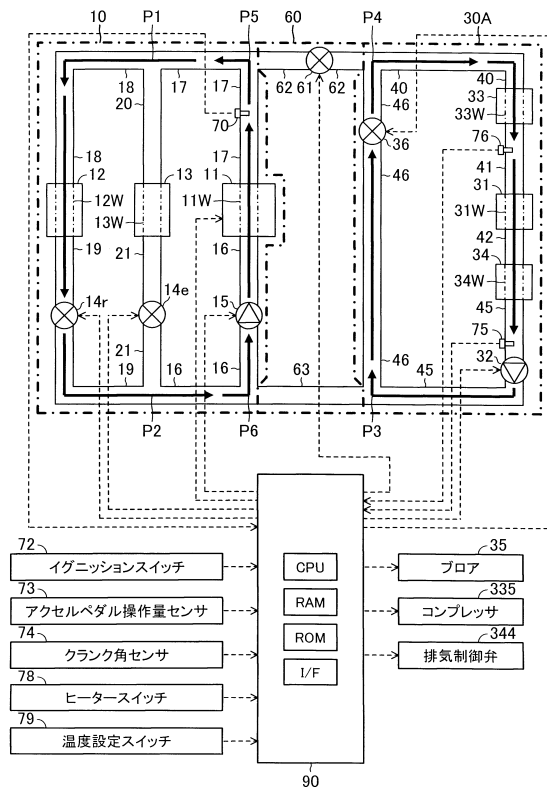 P1 10 P5 60 P4 30A
18 17 17 62 61 62 40 46 40
20 70 36 33
33W
18 17 46 76
41
12 13 11 31
12W 13W 11W 31W
42
19 21 16 46 34
34W
14r 14e 15 45
75
32
21 16 46
19 16 63 45
P2 P6 P3
72
イグニッションスイッチ
73
アクセルペダル操作量センサ
74
クランク角センサ
78
ヒータースイッチ
79
温度設定スイッチ
CPU
RAM
ROM
I/F
90
35
ブロア
335
コンプレッサ
344
排気制御弁